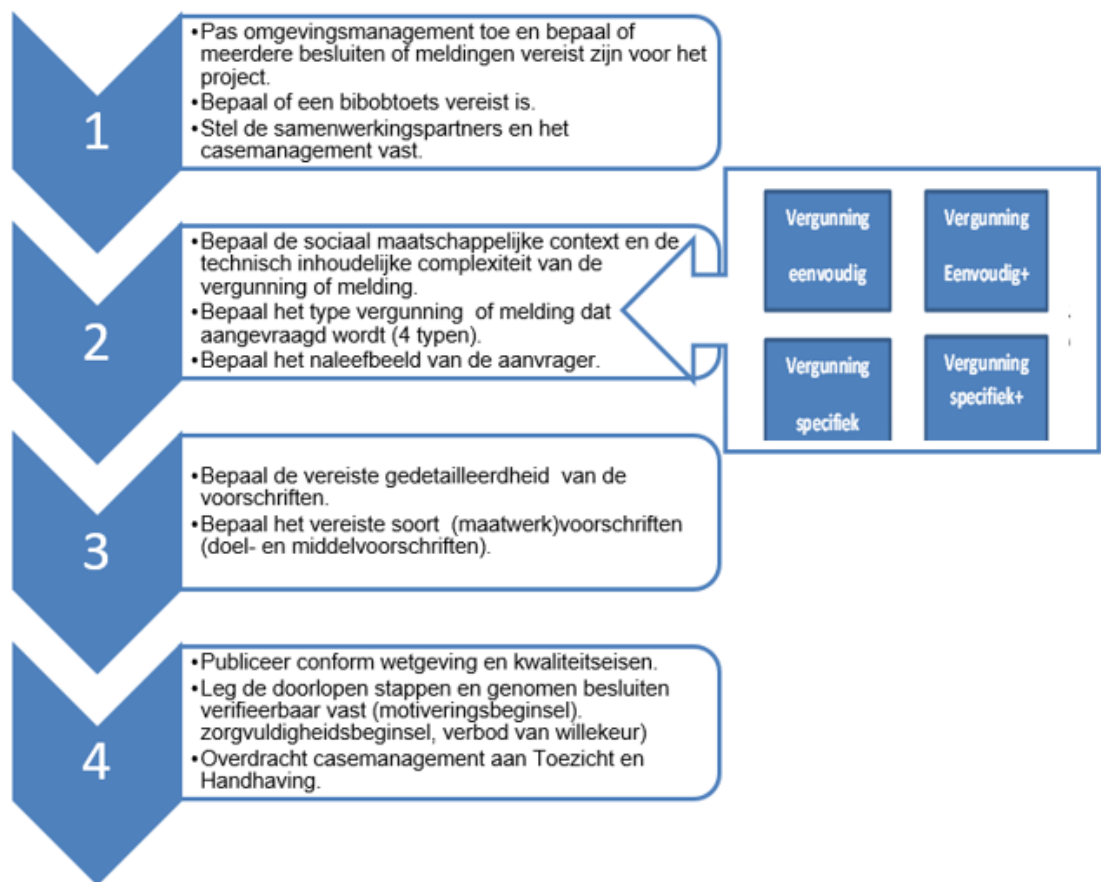 1
•Pas omgevingsmanagement toe en bepaal of
meerdere besluiten of meldingen vereist zijn voor het
project.
•Bepaal of een bibobtoets vereist is.
•Stel de samenwerkingspartners en het
casemanagement vast.
2
•Bepaal de sociaal maatschappelijke context en de
technisch inhoudelijke complexiteit van de
vergunning of melding.
•Bepaal het type vergunning of melding dat
aangevraagd wordt (4 typen).
•Bepaal het naleefbeeld van de aanvrager.
Vergunning
eenvoudig
Vergunning
Eenvoudig+
Vergunning
specifiek
Vergunning
specifiek+
3
•Bepaal de vereiste gedetailleerdheid van de
voorschriften.
•Bepaal het vereiste soort (maatwerk)voorschriften
(doel- en middelvoorschriften).
4
•Publiceer conform wetgeving en kwaliteitseisen.
•Leg de doorlopen stappen en genomen besluiten
verifieerbaar vast (motiveringsbeginsel).
zorgvuldigheidsbeginsel, verbod van willekeur)
•Overdracht casemanagement aan Toezicht en
Handhaving.